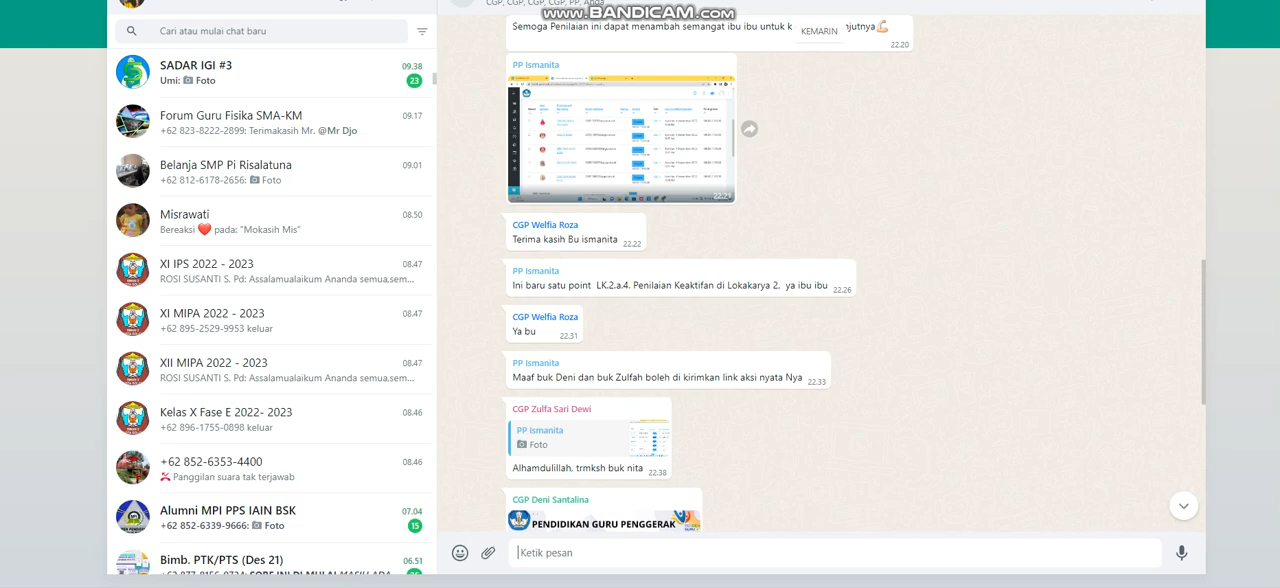 www.BANDICAM.com
CGP, CGP, CGP, CGP, PP, Anda
Cari atau mulai chat baru
SADAR IGI #3
09.38
Umi: Foto
23
Forum Guru Fisika SMA-KM
09.17
+62 823-8222-2899: Terimakasih Mr. @Mr Djo
Belanja SMP Pi Risalatuna
09.01
+62 812-6178-2656: Foto
Misrawati
08.50
Bereaksi ❤️ pada: "Mokasih Mis"
XI IPS 2022 - 2023
08.47
ROSI SUSANTI S. Pd: Assalamualaikum Ananda semua,sem...
XI MIPA 2022 - 2023
08.47
+62 895-2529-9953 keluar
XII MIPA 2022 - 2023
08.47
ROSI SUSANTI S. Pd: Assalamualaikum Ananda semua,sem...
Kelas X Fase E 2022- 2023
08.46
+62 896-1755-0898 keluar
+62 852-6353-4400
08.46
Panggilan suara tak terjawab
Alumni MPI PPS IAIN BSK
07.04
+62 852-6339-9666: Foto
15
Bimb. PTK/PTS (Des 21)
06.51
Semoga Penilaian ini dapat menambah semangat ibu ibu untuk k
jutnya💪🏻
KEMARIN
22.20
PP Ismanita
22.21
CGP Welfia Roza
Terima kasih Bu ismanita 22.22
PP Ismanita
Ini baru satu point LK.2.a.4. Penilaian Keaktifan di Lokakarya 2. ya ibu ibu 22.26
CGP Welfia Roza
Ya bu 22.31
PP Ismanita
Maaf buk Deni dan buk Zulfah boleh di kirimkan link aksi nyata Nya 22.33
CGP Zulfa Sari Dewi
PP Ismanita
Foto
Alhamdulillah, trmksh buk nita 22.38
CGP Deni Santalina
PENDIDIKAN GURU PENGGERAK
Ketik pesan